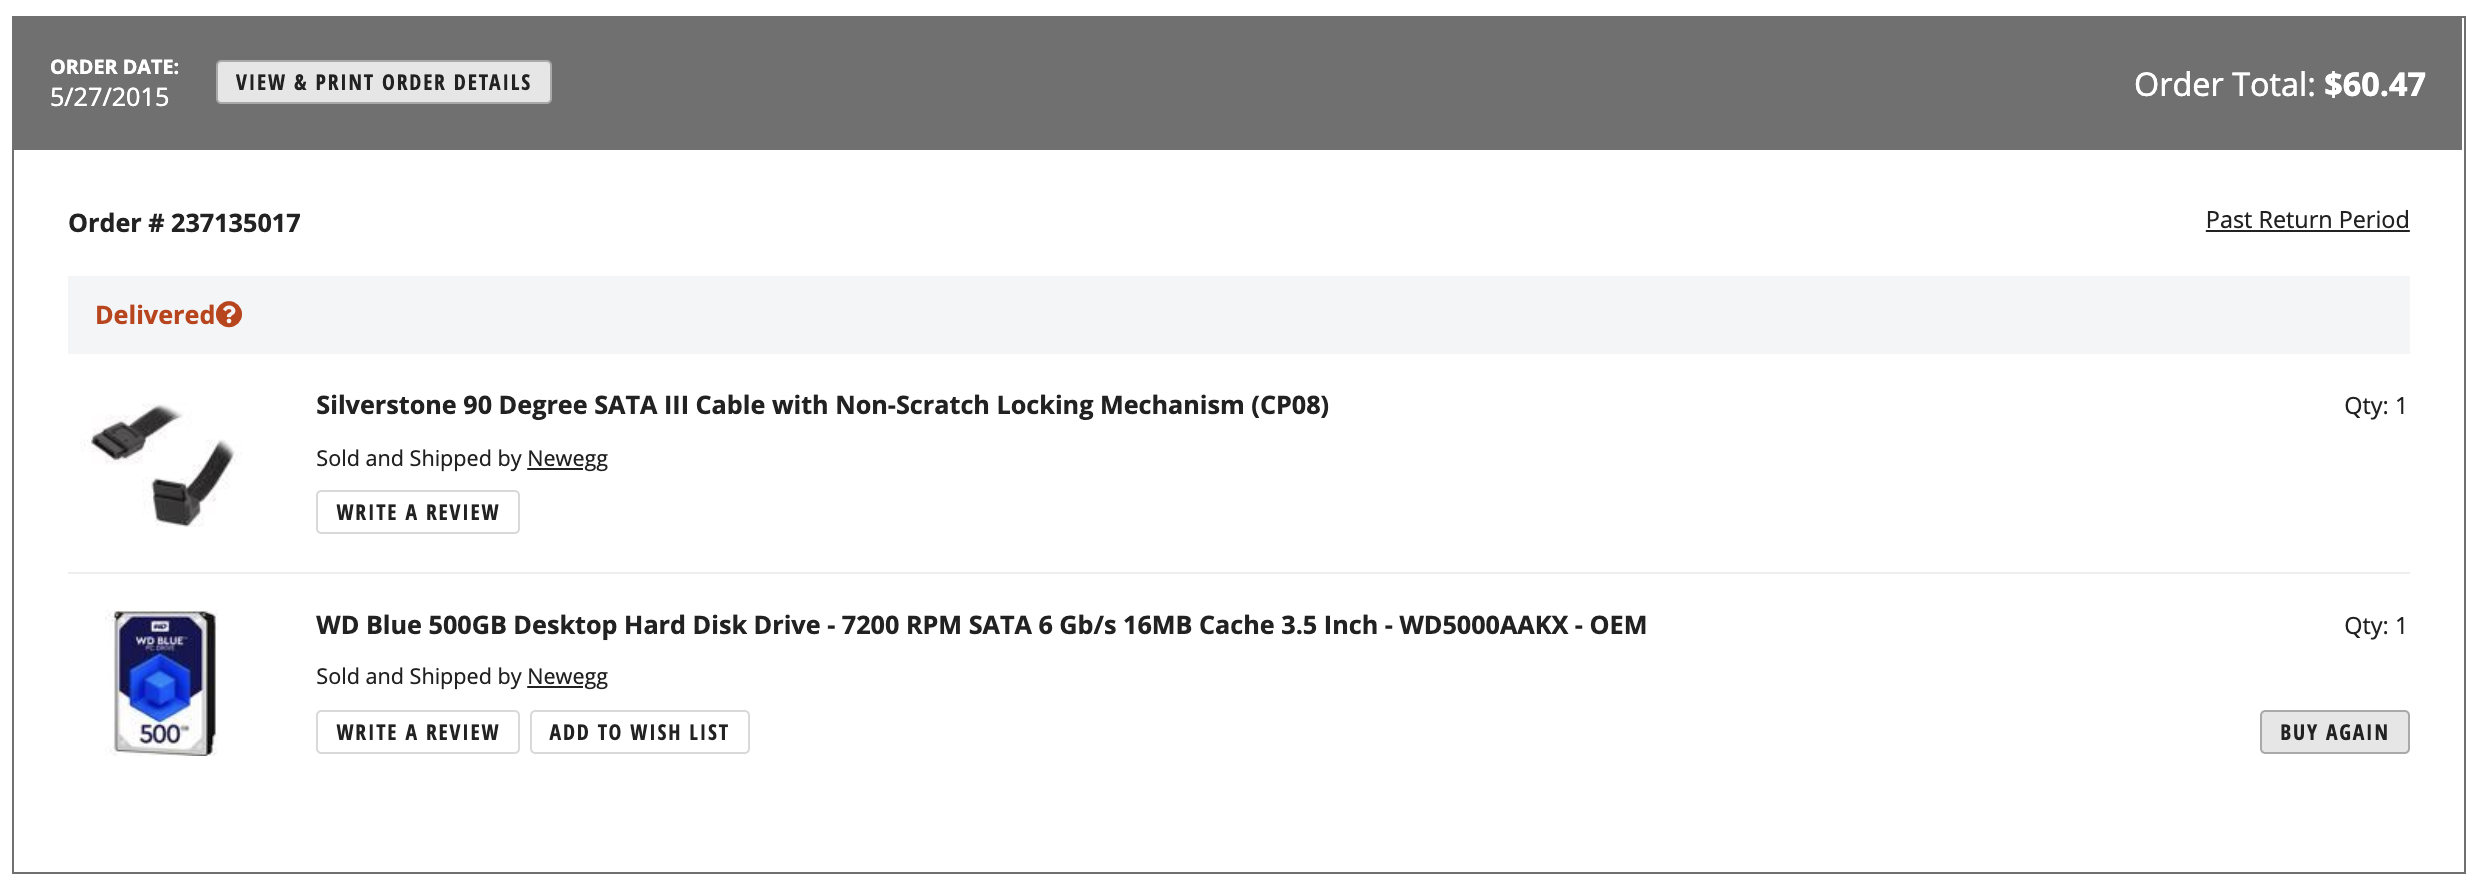 ORDER DATE:
5/27/2015
VIEW & PRINT ORDER DETAILS
Order Total: $60.47
Order # 237135017
Past Return Period
Delivered?
Silverstone 90 Degree SATA III Cable with Non-Scratch Locking Mechanism (CP08)
Qty: 1
Sold and Shipped by Newegg
WRITE A REVIEW
WD
WD BLUE
PC DRIVE
500GB
WD Blue 500GB Desktop Hard Disk Drive - 7200 RPM SATA 6 Gb/s 16MB Cache 3.5 Inch - WD5000AAKX - OEM
Qty: 1
Sold and Shipped by Newegg
WRITE A REVIEW
ADD TO WISH LIST
BUY AGAIN